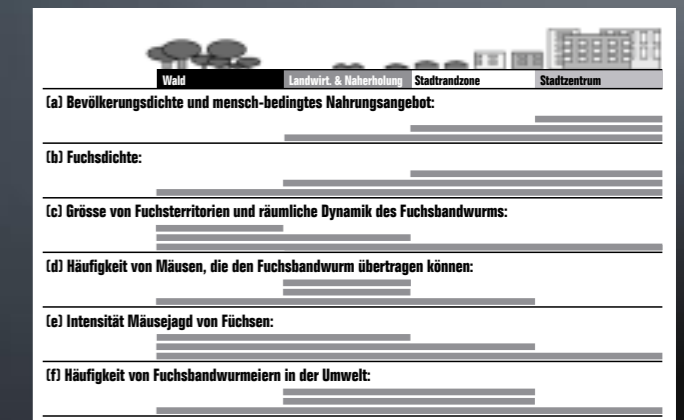 Wald Landwirt. & Naherholung Stadtrandzone Stadtzentrum
(a) Bevölkerungsdichte und mensch-bedingtes Nahrungsangebot:
(b) Fuchsdichte:
(c) Grösse von Fuchsterritorien und räumliche Dynamik des Fuchsbandwurms:
(d) Häufigkeit von Mäusen, die den Fuchsbandwurm übertragen können:
(e) Intensität Mäusejagd von Füchsen:
(f) Häufigkeit von Fuchsbandwurmeiern in der Umwelt: